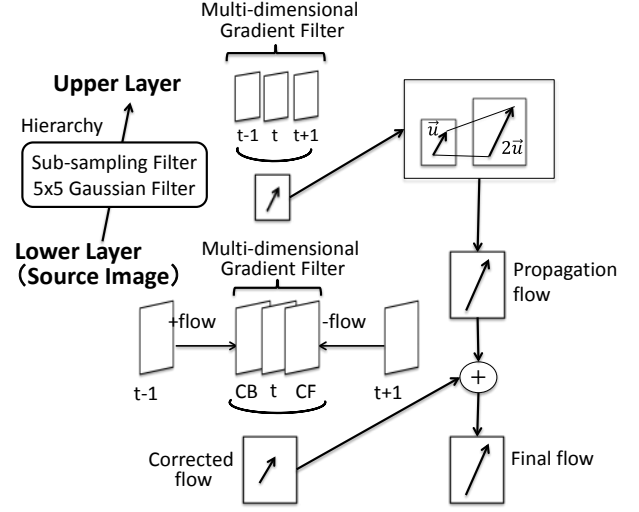 Multi-dimensional
Gradient Filter
Upper Layer
t-1 t t+1
Hierarchy
Sub-sampling Filter
5x5 Gaussian Filter
u⃗
2u⃗
Lower Layer
(Source Image)
Multi-dimensional
Gradient Filter
Propagation
flow
+flow
-flow
t-1
CB t CF
t+1
+
Corrected
flow
Final flow